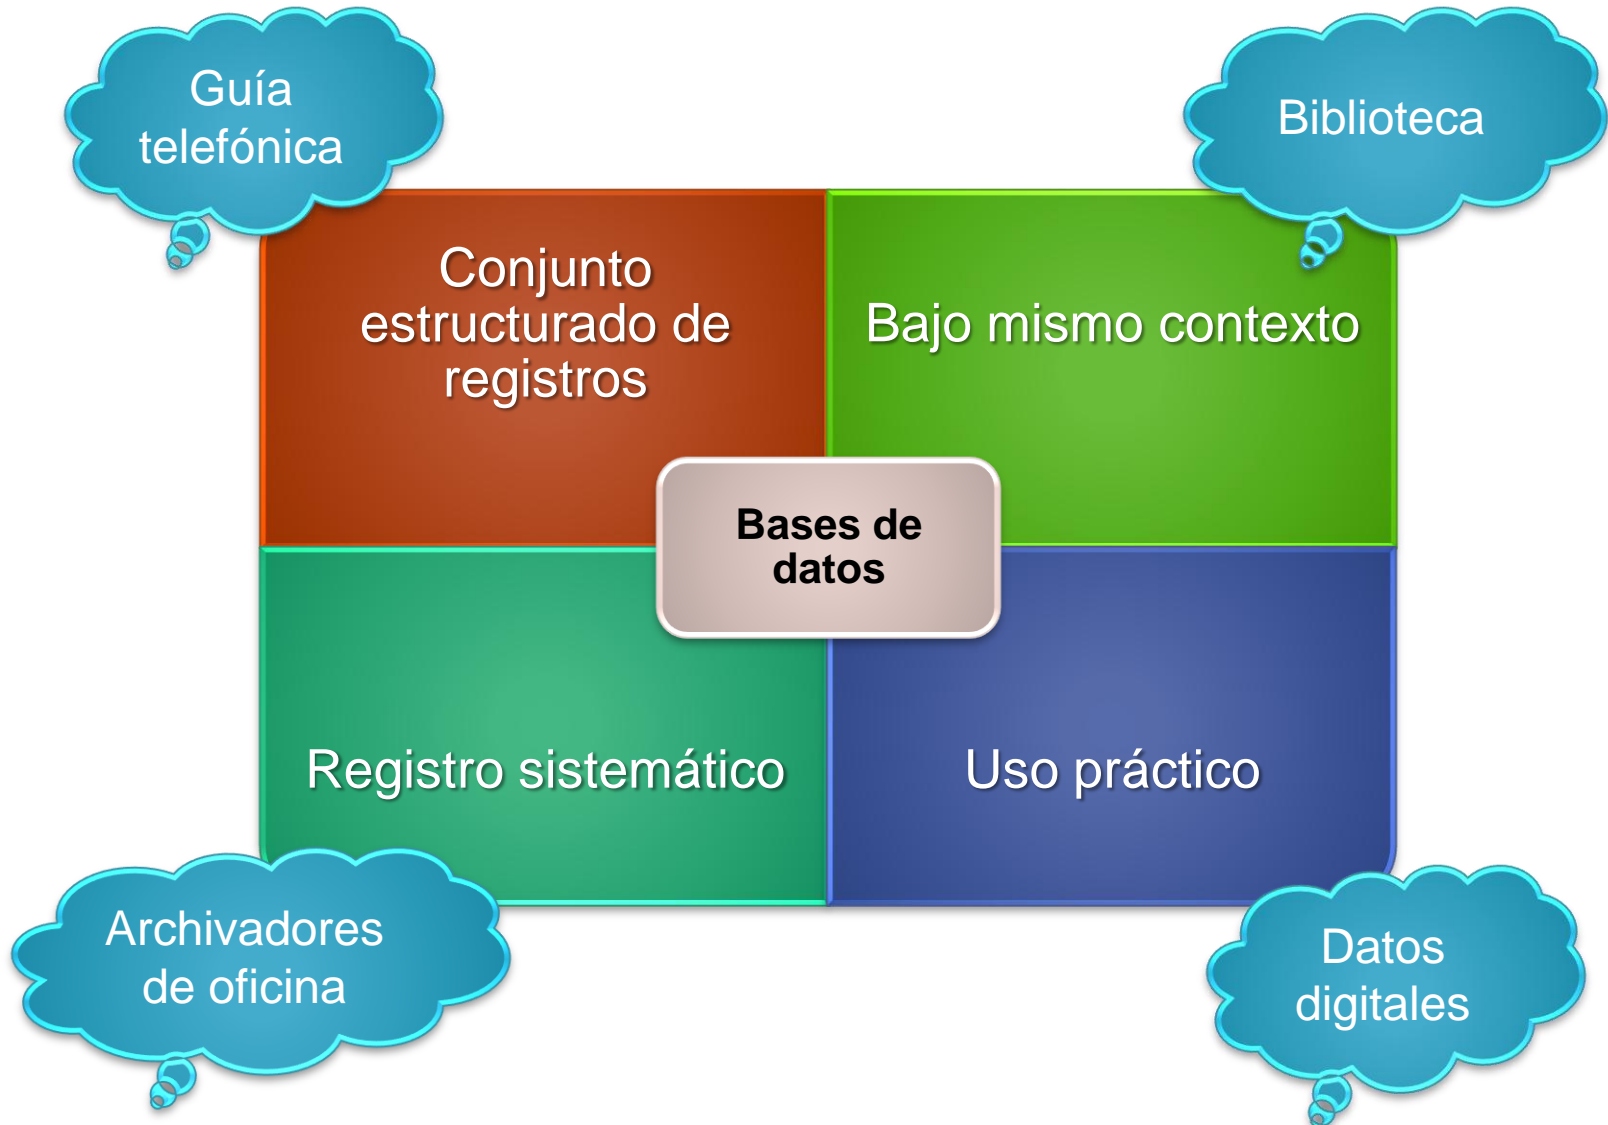 Guía
telefónica
Biblioteca
Conjunto
estructurado de
registros
Bajo mismo contexto
Bases de
datos
Registro sistemático
Uso práctico
Archivadores
de oficina
Datos
digitales